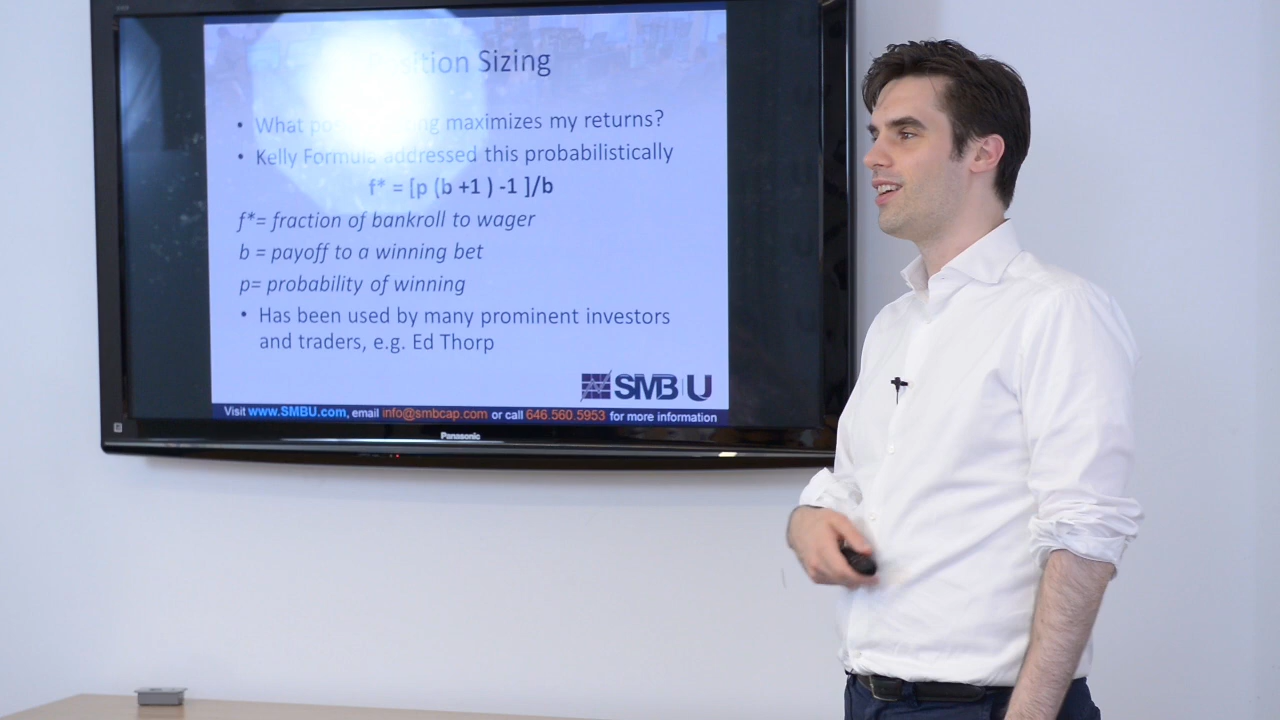 sition Sizing
• What po ng maximizes my returns?
• Kelly Formula addressed this probabilistically
f* = [p (b +1 ) -1 ]/b
f*= fraction of bankroll to wager
b = payoff to a winning bet
p= probability of winning
• Has been used by many prominent investors
and traders, e.g. Ed Thorp
SMB U
Visit www.SMBU.com, email info@smbcap.com or call 646.560.5953 for more information
Panasonic